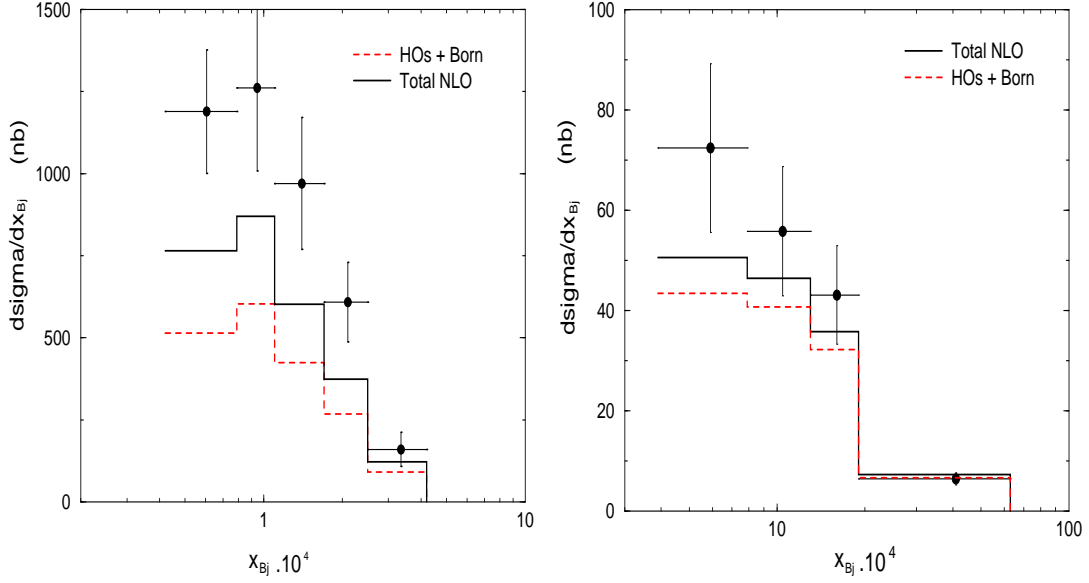 1500
1000
500
0
dsigma/dx_Bj (nb)
HOs + Born
Total NLO
1
10
x_Bj .10^4
100
80
60
40
20
0
dsigma/dx_Bj (nb)
Total NLO
HOs + Born
10
100
x_Bj .10^4